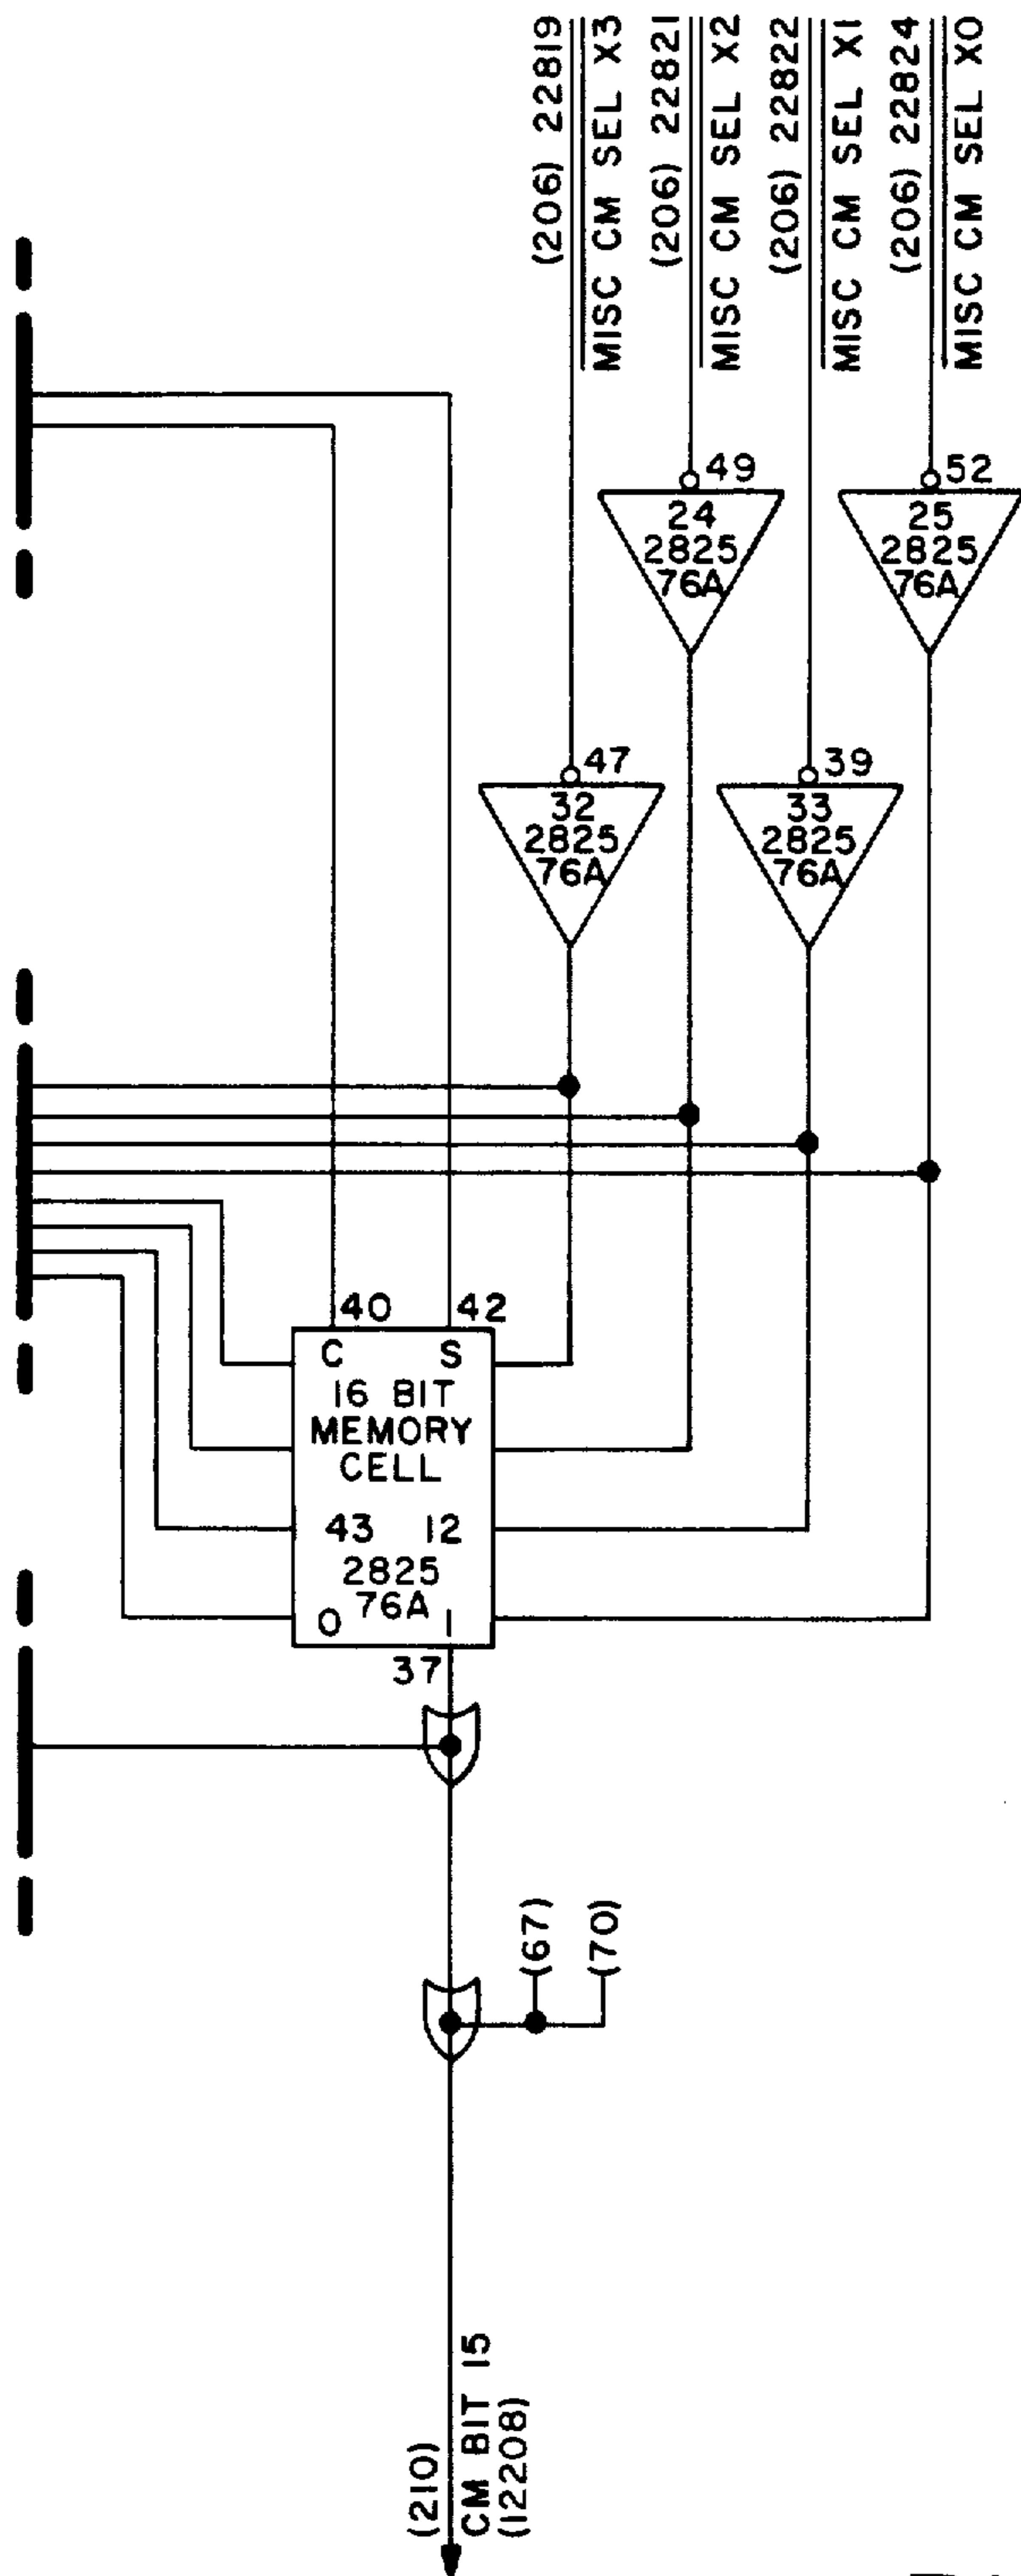 (206) 22819
MISC CM SEL X3
(206) 22821
MISC CM SEL X2
(206) 22822
MISC CM SEL X1
(206) 22824
MISC CM SEL X0
49
24
2825
76A
52
25
2825
76A
47
32
2825
76A
39
33
2825
76A
40
42
C S
16 BIT
MEMORY
CELL
43 12
2825
76A
0 1
37
(67)
(70)
(210)
CM BIT 15
(12208)